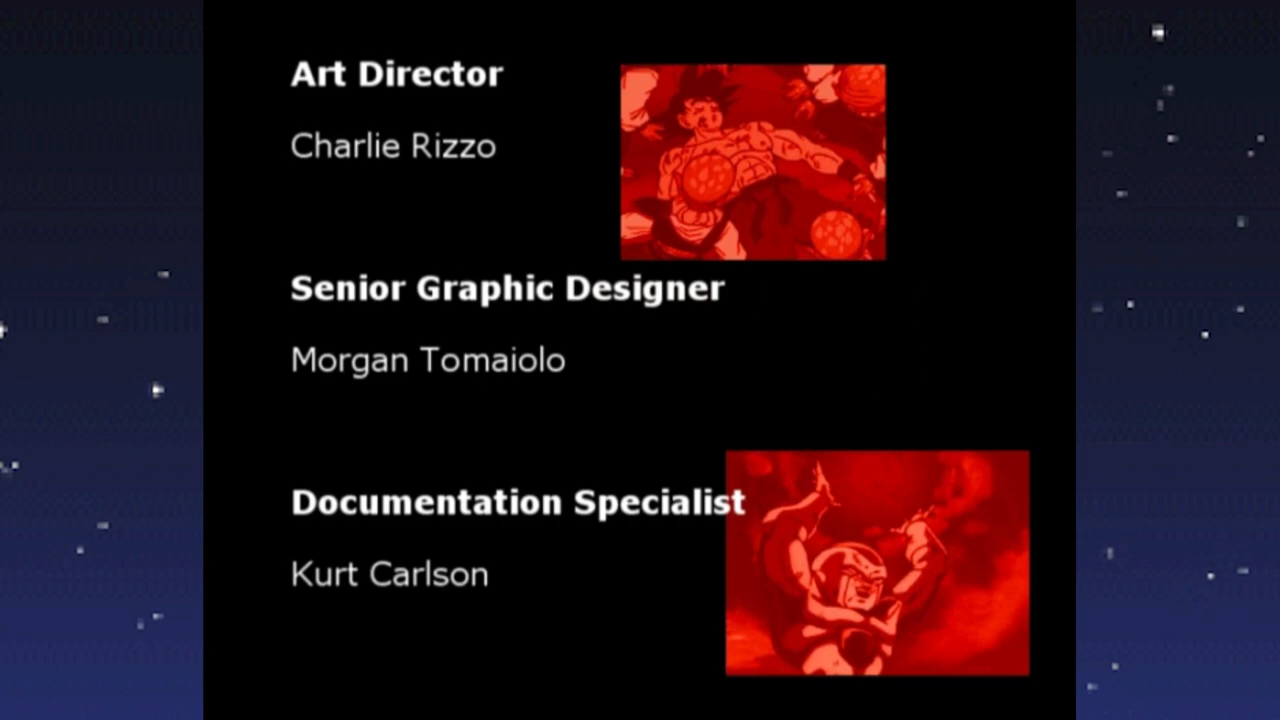 Art Director
Charlie Rizzo
Senior Graphic Designer
Morgan Tomaiolo
Documentation Specialist
Kurt Carlson